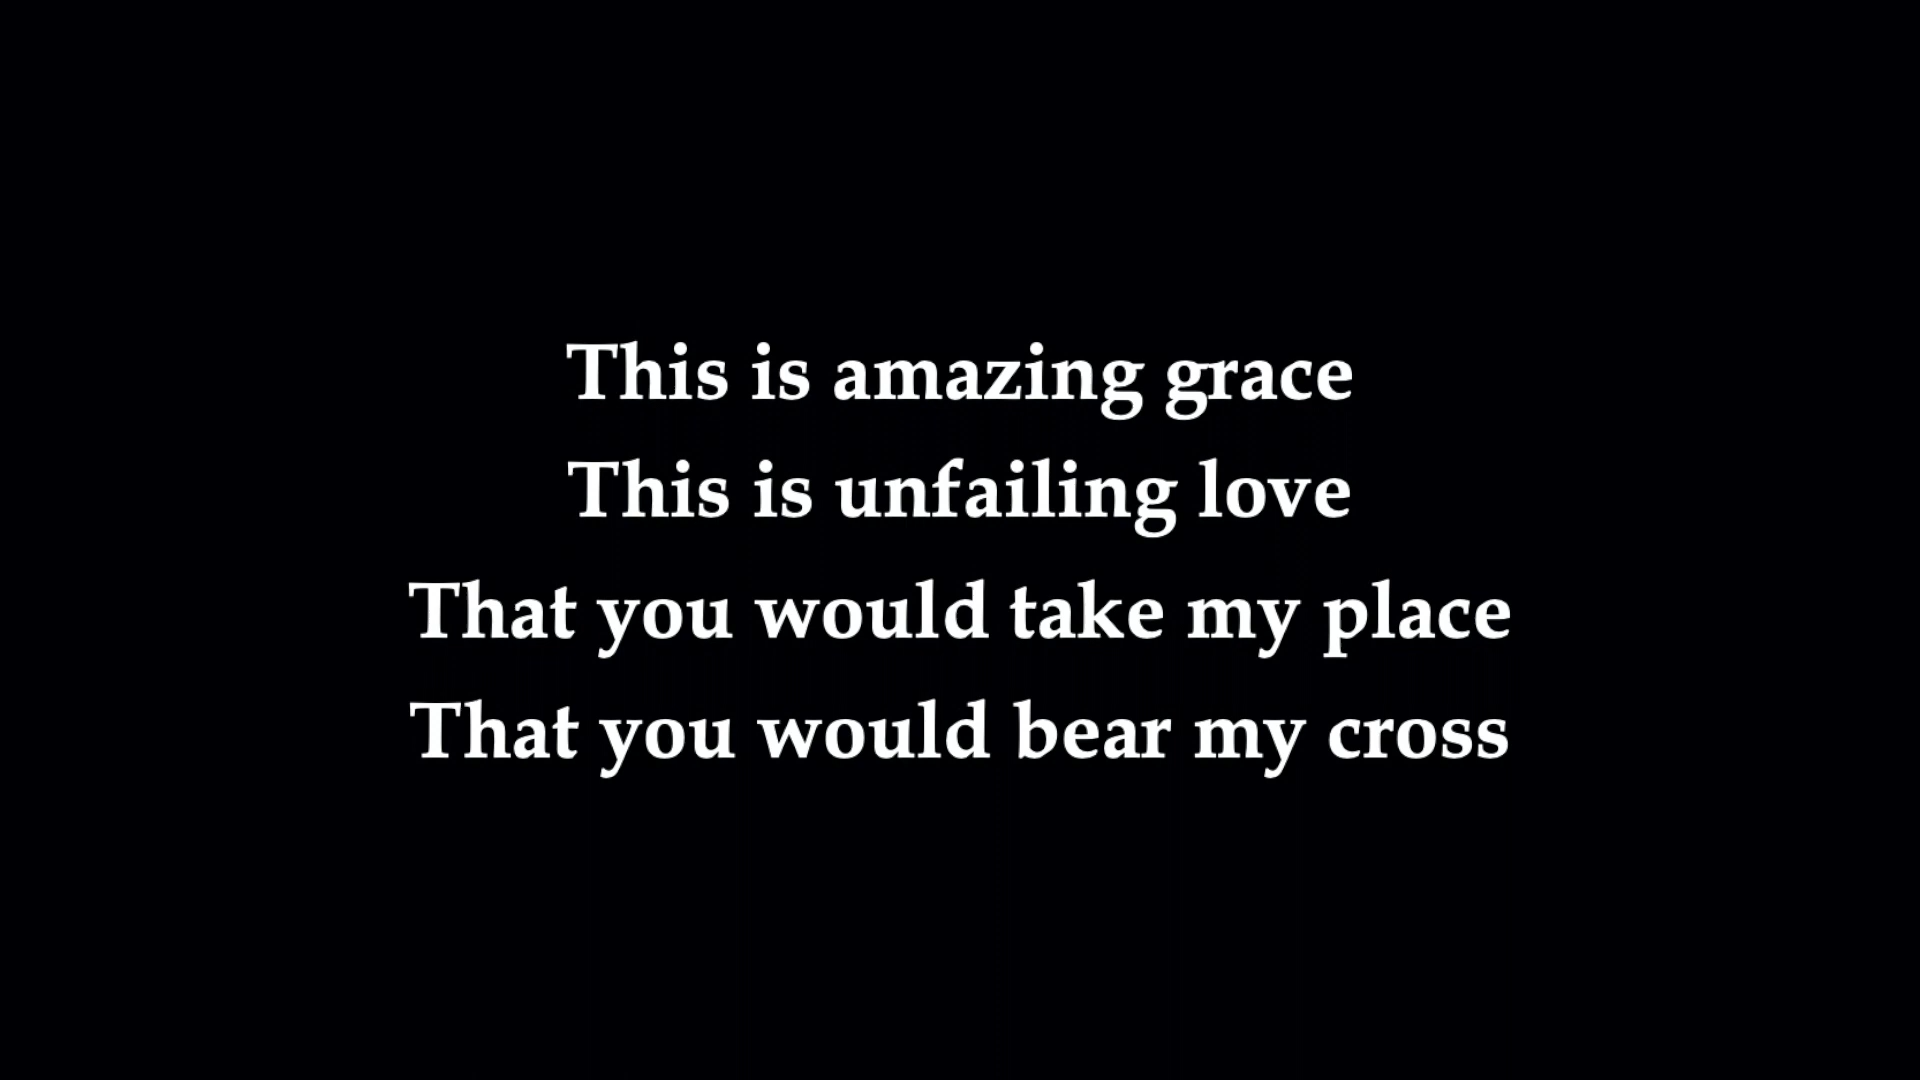 This is amazing grace
This is unfailing love
That you would take my place
That you would bear my cross